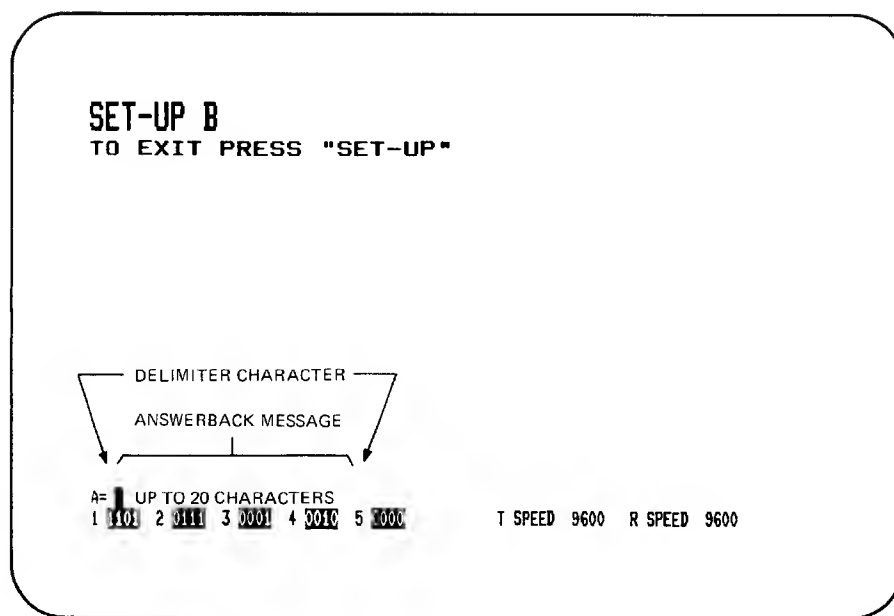 SET-UP B
TO EXIT PRESS "SET-UP"
DELIMITER CHARACTER
ANSWERBACK MESSAGE
A= UP TO 20 CHARACTERS
1 1101 2 0111 3 0001 4 0010 5 1000 T SPEED 9600 R SPEED 9600